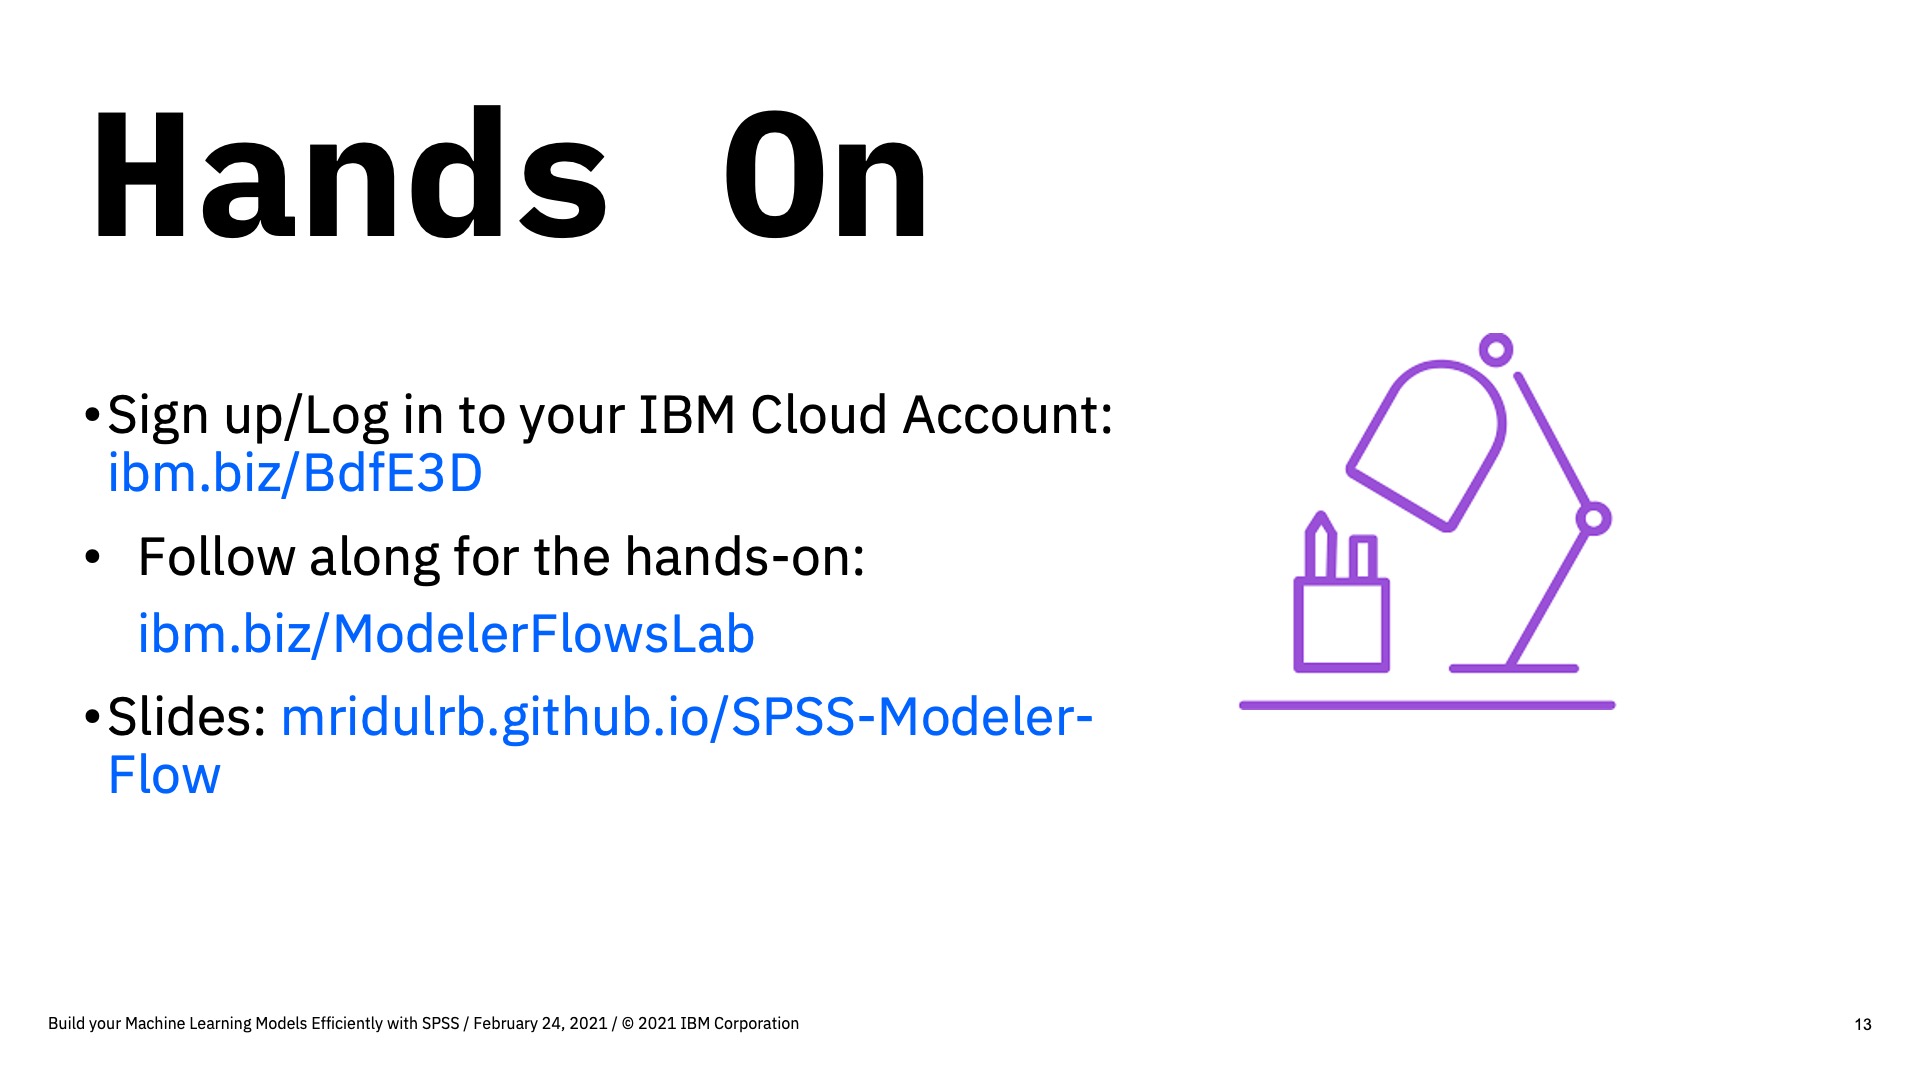 Hands On
•Sign up/Log in to your IBM Cloud Account:
ibm.biz/BdfE3D
• Follow along for the hands-on:
ibm.biz/ModelerFlowsLab
•Slides: mridulrb.github.io/SPSS-Modeler-
Flow
Build your Machine Learning Models Efficiently with SPSS / February 24, 2021 / © 2021 IBM Corporation
13